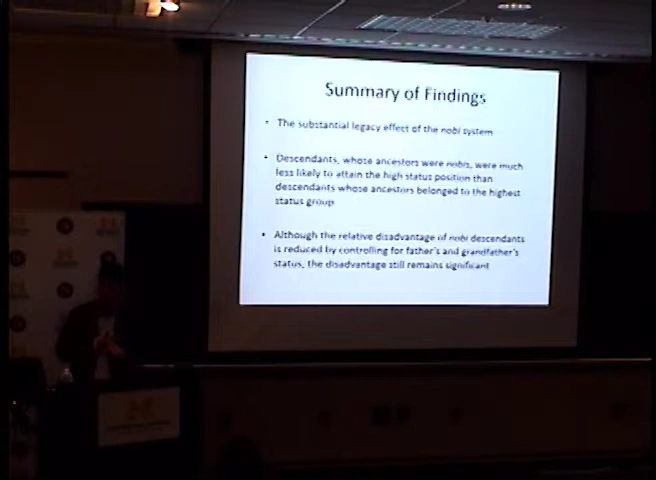 Summary of Findings
• The substantial legacy effect of the nobi system
• Descendants, whose ancestors were nobis, were much
less likely to attain the high status position than
descendants whose ancestors belonged to the highest
status group
• Although the relative disadvantage of nobi descendants
is reduced by controlling for father's and grandfather's
status, the disadvantage still remains significant